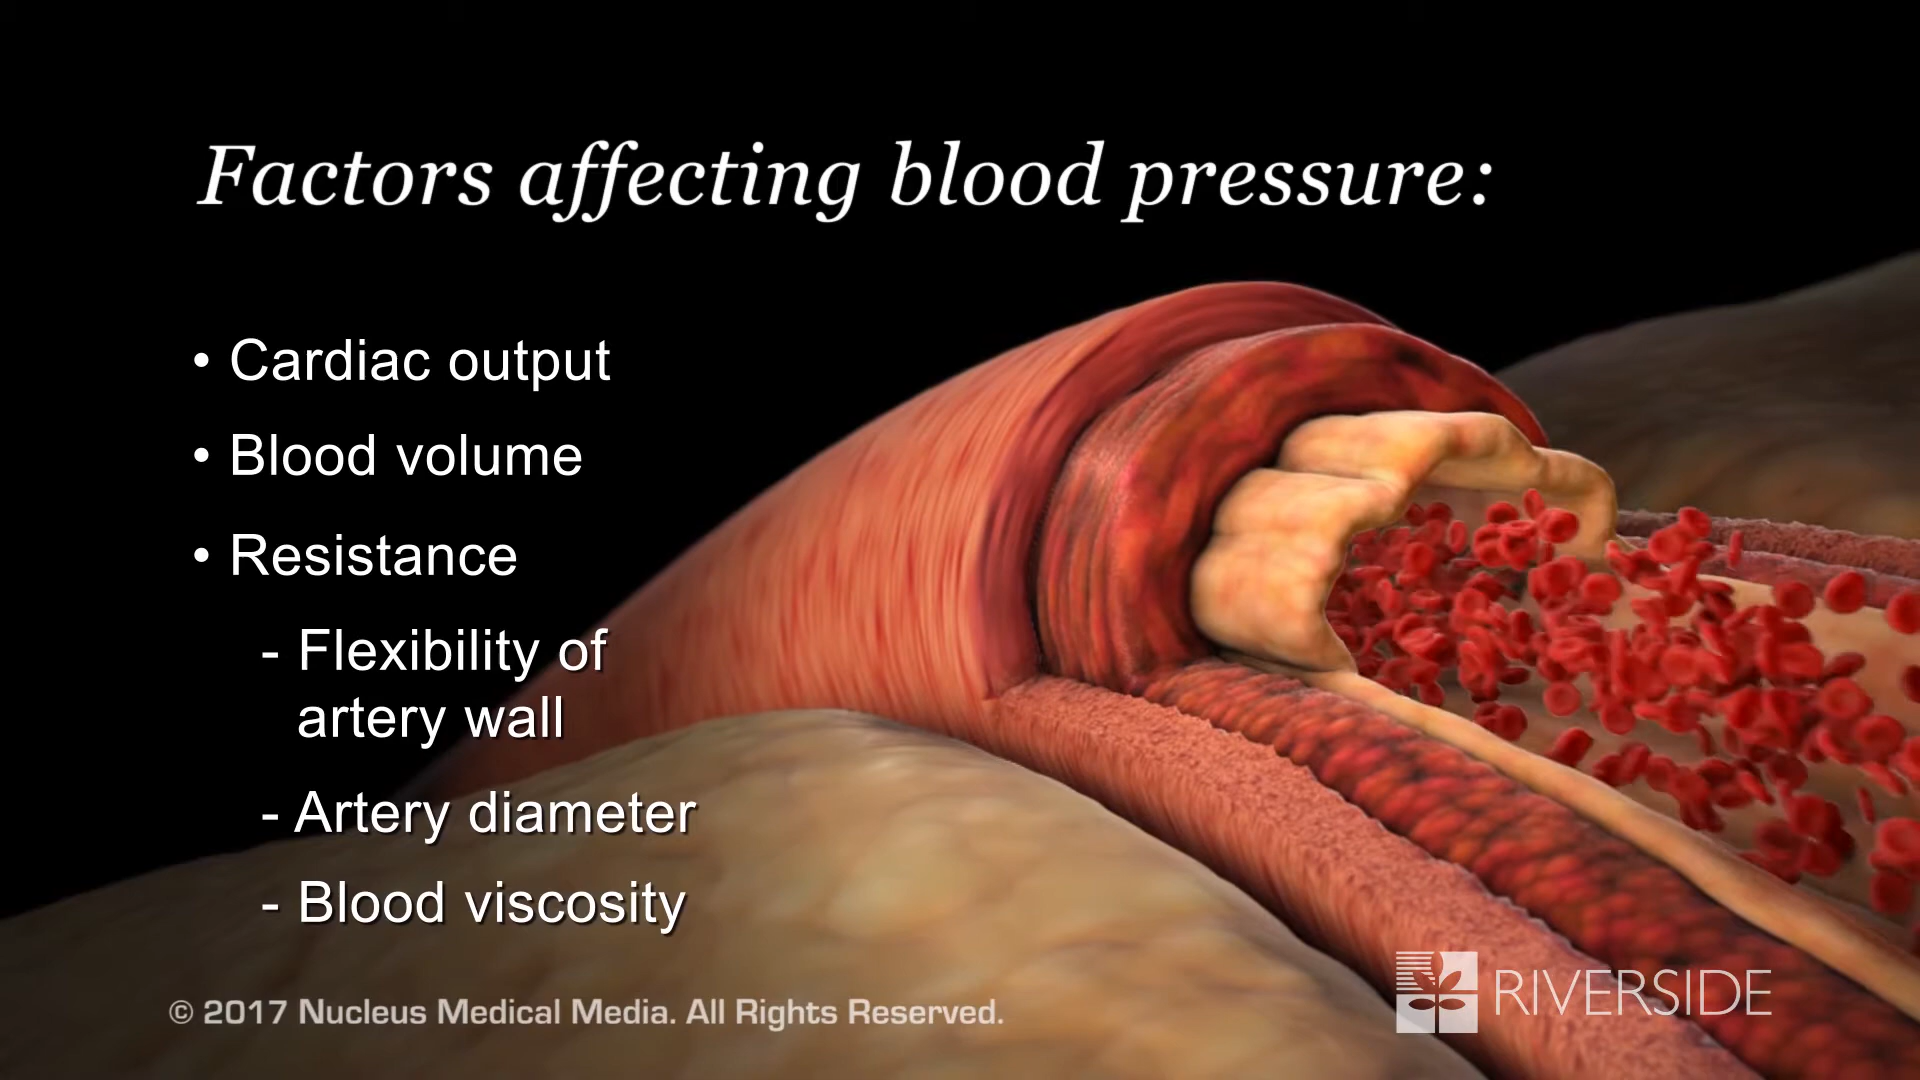 Factors affecting blood pressure:
• Cardiac output
• Blood volume
• Resistance
- Flexibility of
artery wall
- Artery diameter
- Blood viscosity
© 2017 Nucleus Medical Media. All Rights Reserved.
RIVERSIDE